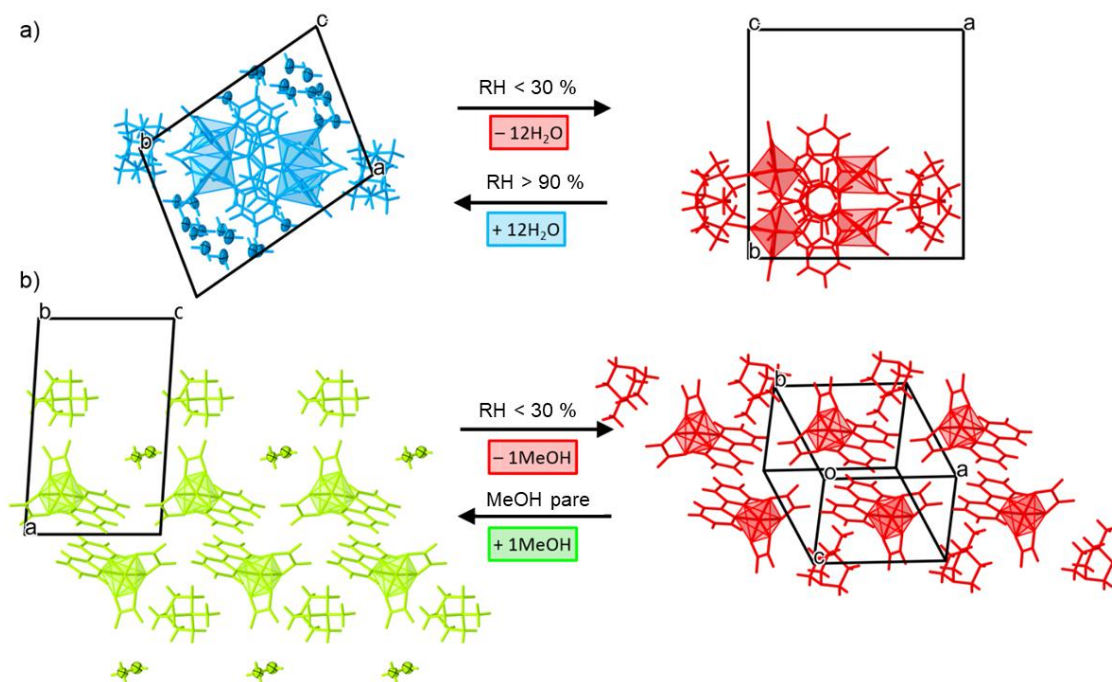 a)
c
b
a
RH < 30 %
– 12H₂O
RH > 90 %
+ 12H₂O
c
a
b
b)
b
c
a
RH < 30 %
– 1MeOH
MeOH pare
+ 1MeOH
b
o
a
c